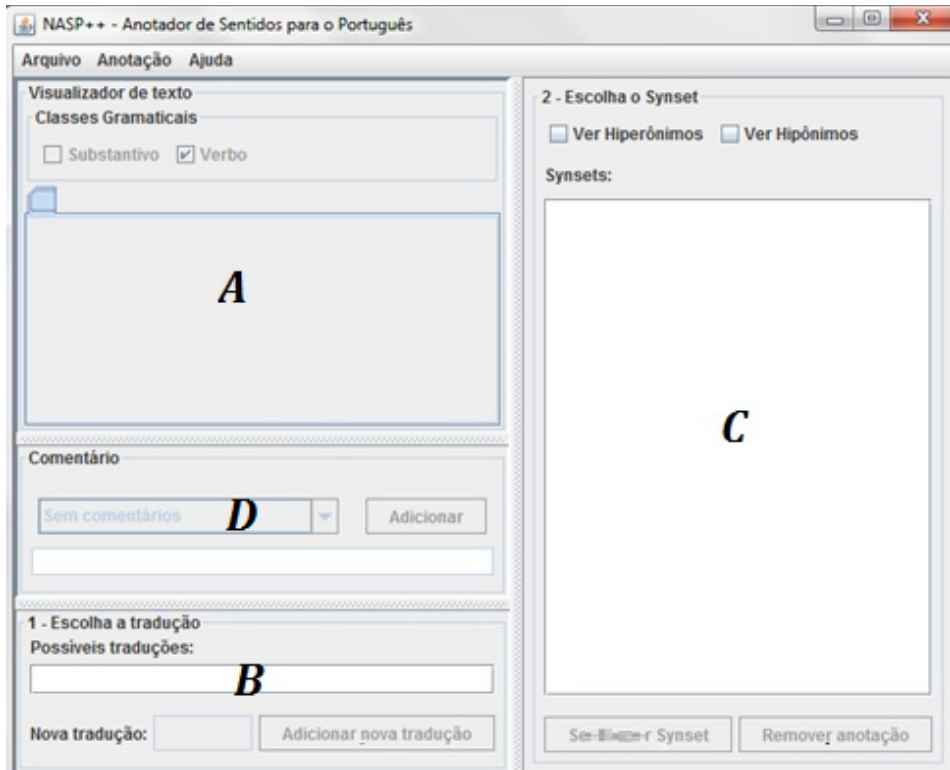 NASP++ - Anotador de Sentidos para o Português
Arquivo Anotação Ajuda
Visualizador de texto
Classes Gramaticais
Substantivo Verbo
A
Comentário
Sem comentários D Adicionar
1 - Escolha a tradução
Possíveis traduções:
B
Nova tradução: Adicionar nova tradução
2 - Escolha o Synset
Ver Hiperônimos Ver Hipônimos
Synsets:
C
Synset Remover anotação